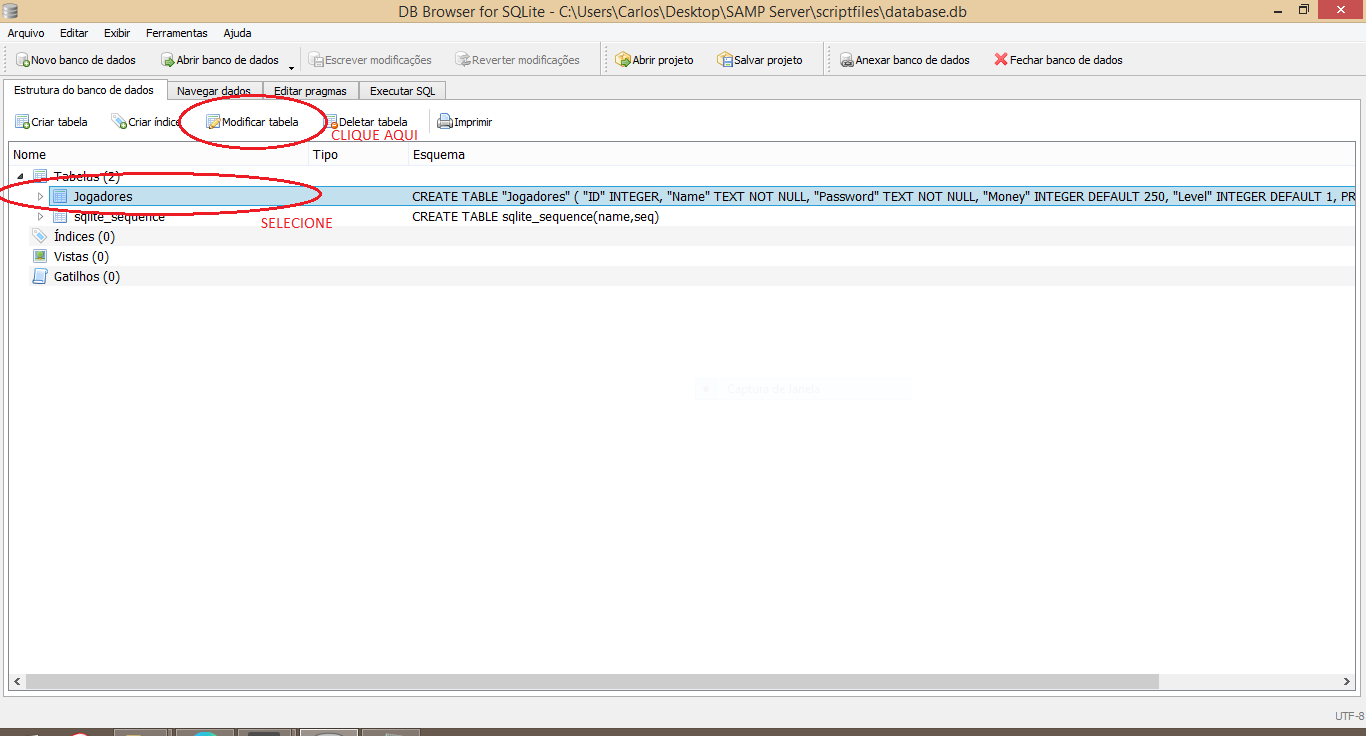 DB Browser for SQLite - C:\Users\Carlos\Desktop\SAMP Server\scriptfiles\database.db
Arquivo Editar Exibir Ferramentas Ajuda
Novo banco de dados Abrir banco de dados Escrever modificações Reverter modificações Abrir projeto Salvar projeto Anexar banco de dados Fechar banco de dados
Estrutura do banco de dados Navegar dados Editar pragmas Executar SQL
Criar tabela Criar índice Modificar tabela Deletar tabela Imprimir
CLIQUE AQUI
Nome Tipo Esquema
Tabelas (2)
Jogadores CREATE TABLE "Jogadores" ( "ID" INTEGER, "Name" TEXT NOT NULL, "Password" TEXT NOT NULL, "Money" INTEGER DEFAULT 250, "Level" INTEGER DEFAULT 1, PR
sqlite_sequence CREATE TABLE sqlite_sequence(name,seq)
SELECIONE
Índices (0)
Vistas (0)
Gatilhos (0)
UTF-8